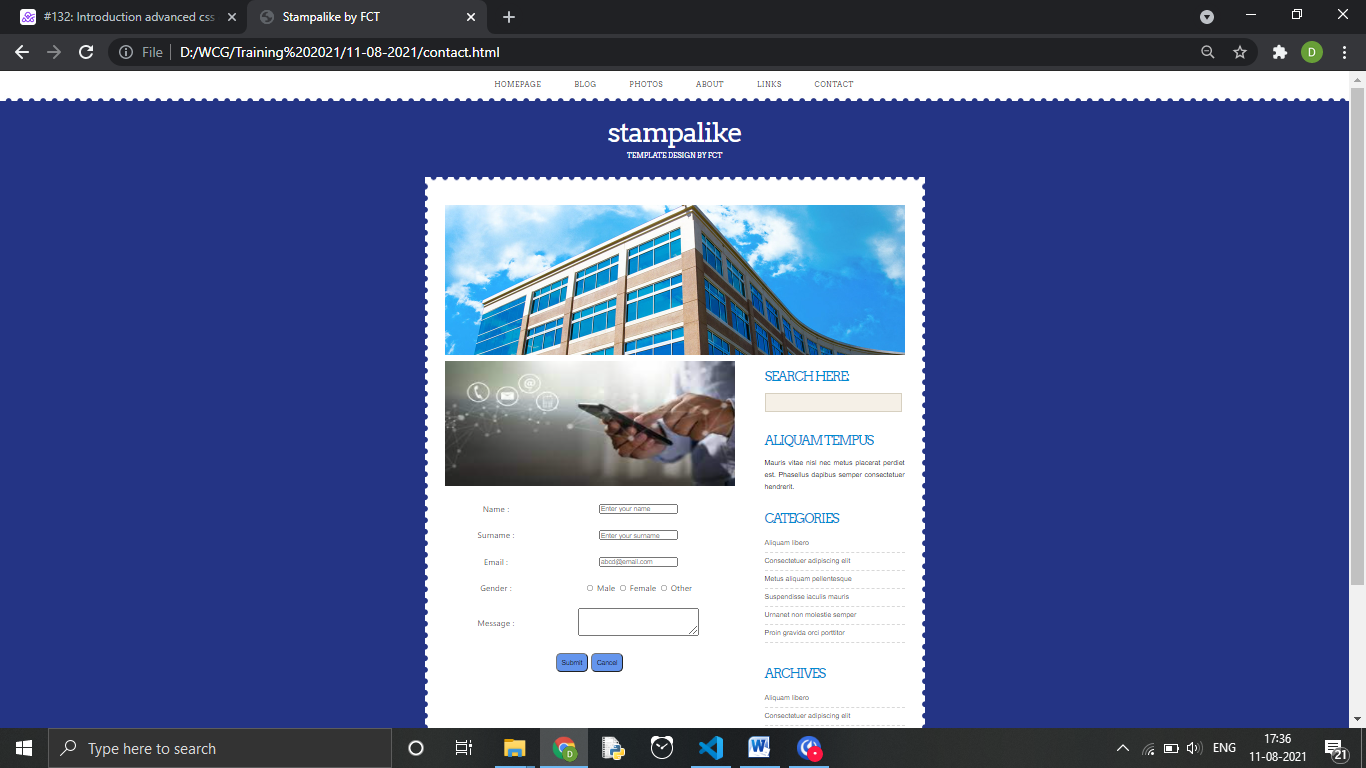 #132: Introduction advanced css
Stampalike by FCT
File
D:/WCG/Training%202021/11-08-2021/contact.html
D
HOMEPAGE BLOG PHOTOS ABOUT LINKS CONTACT
stampalike
TEMPLATE DESIGN BY FCT
SEARCH HERE:
ALIQUAM TEMPUS
Mauris vitae nisl nec metus placerat perdiet
est. Phasellus dapibus semper consectetuer
hendrerit.
CATEGORIES
Aliquam libero
Consectetuer adipiscing elit
Metus aliquam pellentesque
Suspendisse iaculis mauris
Urnanet non molestie semper
Proin gravida orci porttitor
ARCHIVES
Aliquam libero
Consectetuer adipiscing elit
Name : Enter your name
Surname : Enter your surname
Email : abcd@email.com
Gender : Male Female Other
Message :
Submit Cancel
Type here to search
D
W
ENG
17:36
11-08-2021
21